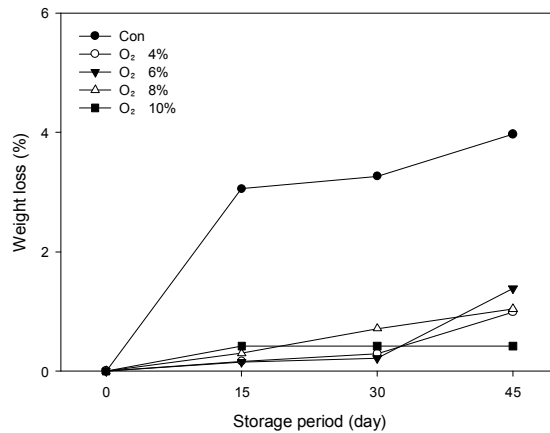 6
Con
O₂ 4%
O₂ 6%
O₂ 8%
O₂ 10%
4
2
0
Weight loss (%)
0 15 30 45
Storage period (day)